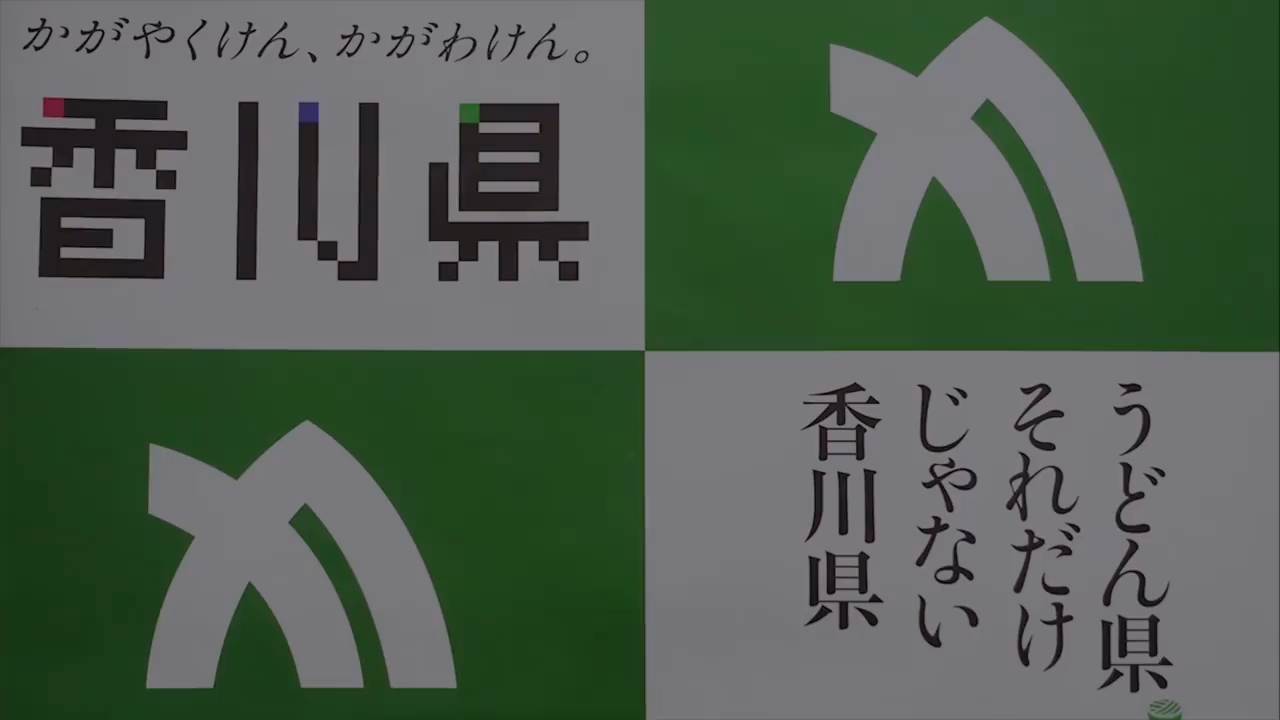 かがやくけん、かがわけん。
香川県
うどん県
それだけ
じゃない
香川県